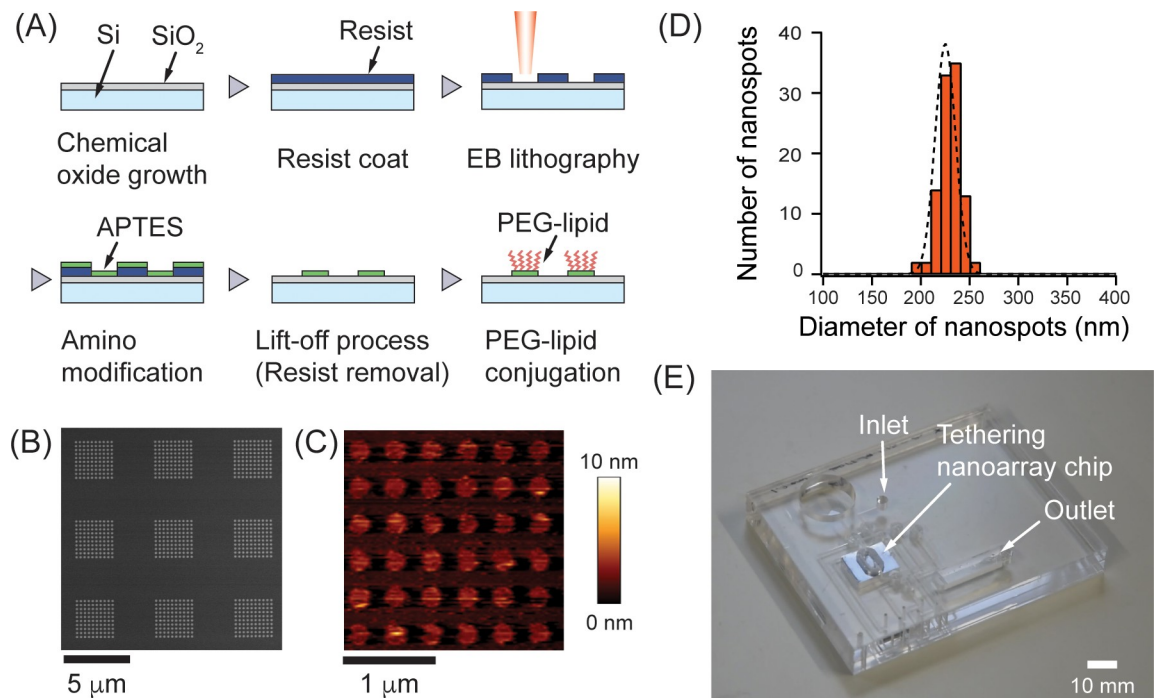 (A)
Si
SiO2
Resist
Chemical
oxide growth
Resist coat
EB lithography
APTES
PEG-lipid
Amino
modification
Lift-off process
(Resist removal)
PEG-lipid
conjugation
(B)
5 μm
(C)
10 nm
0 nm
1 μm
(D)
Number of nanospots
40
30
20
10
0
100 150 200 250 300 350 400
Diameter of nanospots (nm)
(E)
Inlet
Tethering
nanoarray chip
Outlet
10 mm